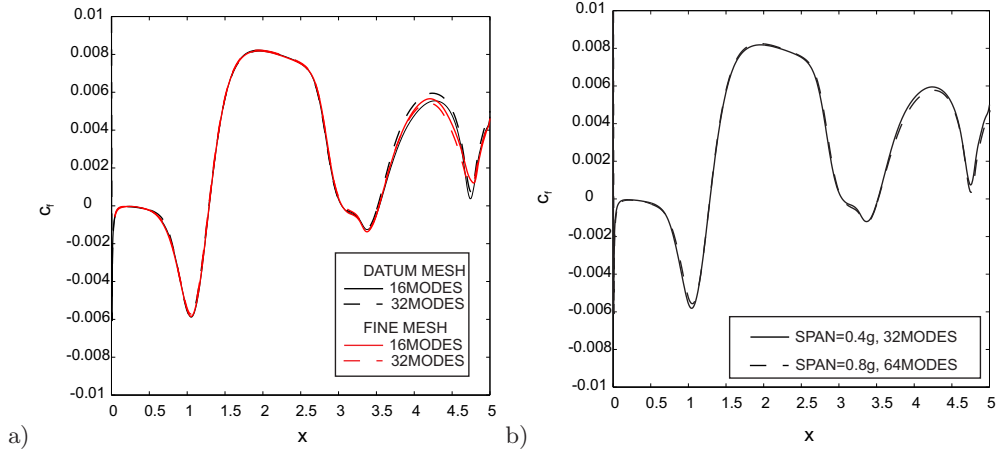 0.01
0.008
0.006
0.004
0.002
0
-0.002
-0.004
-0.006
-0.008
-0.01
cf
0 0.5 1 1.5 2 2.5 3 3.5 4 4.5 5
x
DATUM MESH
16MODES
32MODES
FINE MESH
16MODES
32MODES
a)
0.01
0.008
0.006
0.004
0.002
0
-0.002
-0.004
-0.006
-0.008
-0.01
cf
0 0.5 1 1.5 2 2.5 3 3.5 4 4.5 5
x
SPAN=0.4g, 32MODES
SPAN=0.8g, 64MODES
b)